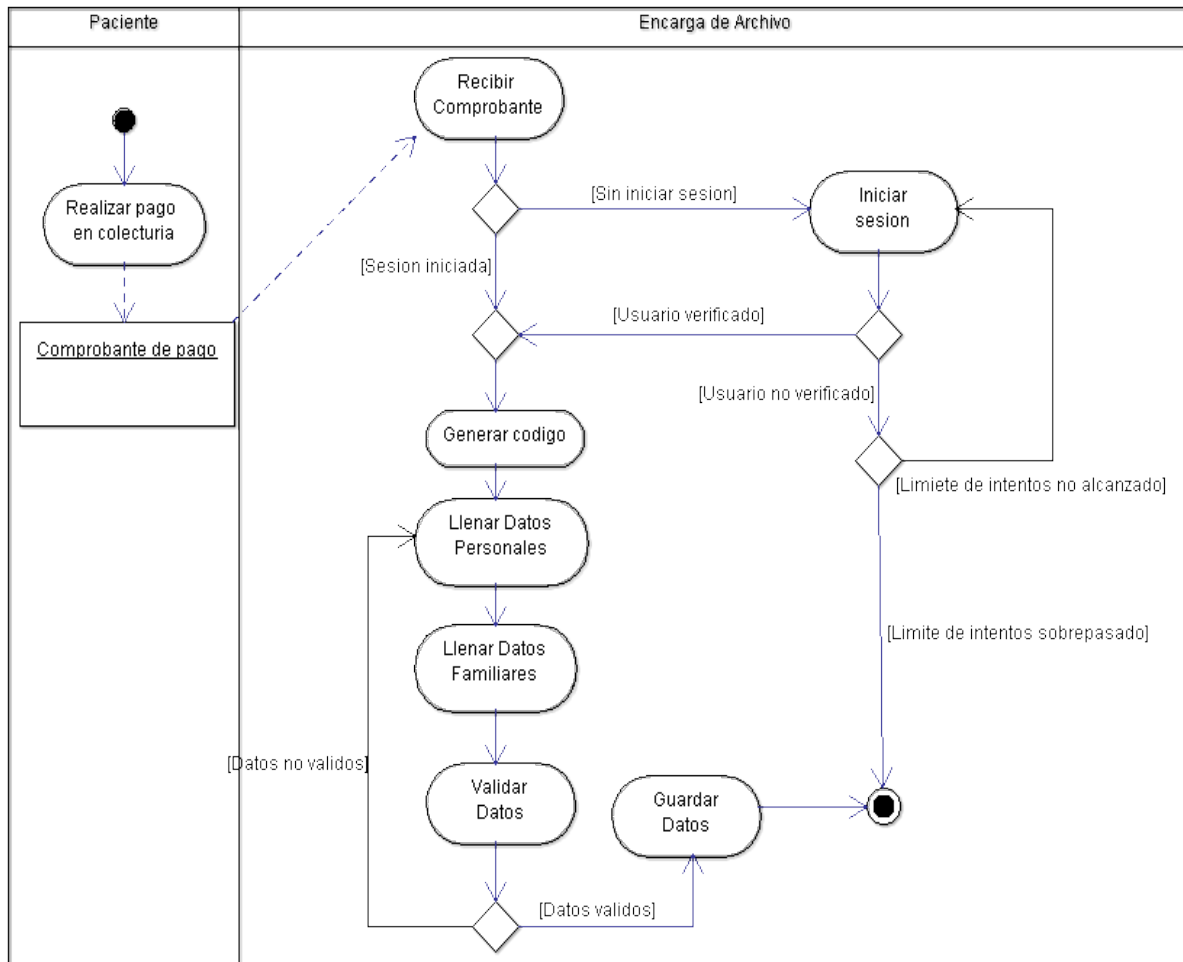 Paciente
Encarga de Archivo
Recibir
Comprobante
Realizar pago
en colecturia
[Sin iniciar sesion]
Iniciar
sesion
[Sesion iniciada]
[Usuario verificado]
Comprobante de pago
[Usuario no verificado]
Generar codigo
[Limiete de intentos no alcanzado]
Llenar Datos
Personales
[Limite de intentos sobrepasado]
Llenar Datos
Familiares
[Datos no validos]
Validar
Datos
Guardar
Datos
[Datos validos]